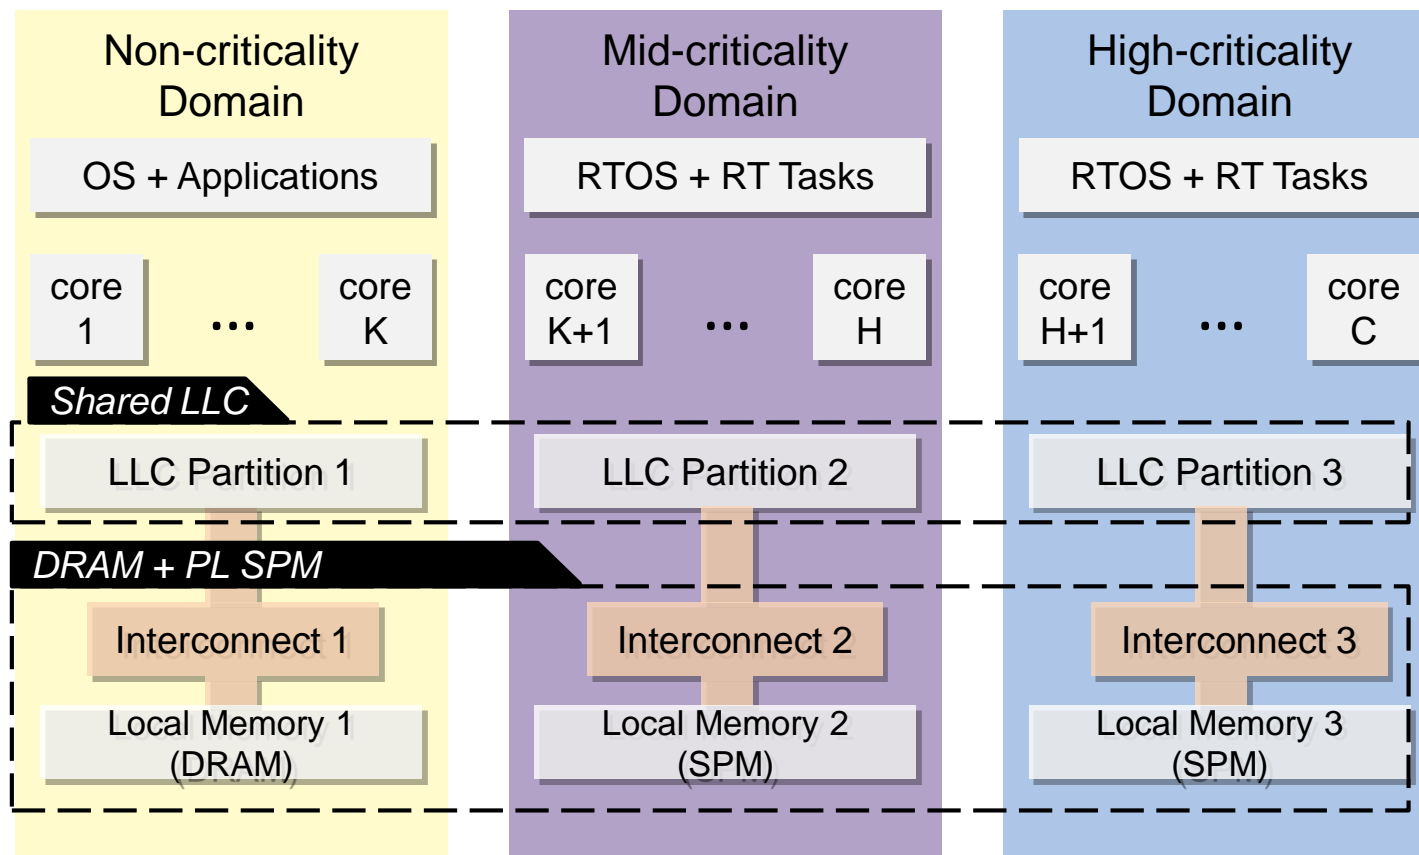 Non-criticality
Domain
Mid-criticality
Domain
High-criticality
Domain
OS + Applications
RTOS + RT Tasks
RTOS + RT Tasks
core
1
...
core
K
core
K+1
...
core
H
core
H+1
...
core
C
Shared LLC
LLC Partition 1
LLC Partition 2
LLC Partition 3
DRAM + PL SPM
Interconnect 1
Interconnect 2
Interconnect 3
Local Memory 1
(DRAM)
Local Memory 2
(SPM)
Local Memory 3
(SPM)